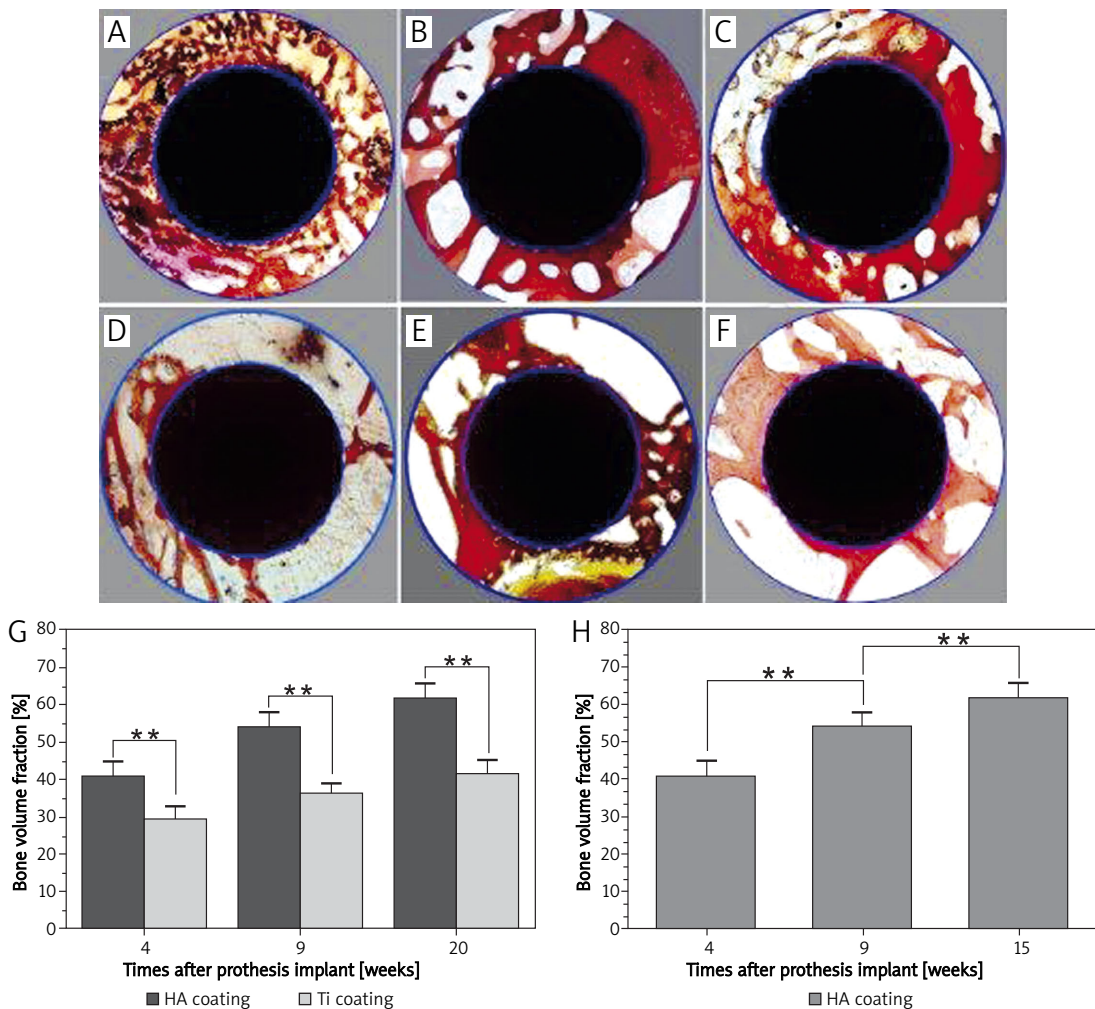 A
B
C
D
E
F
G
80
70
60
50
40
30
20
10
0
Bone volume fraction [%]
**
**
**
4
9
20
Times after prothesis implant [weeks]
HA coating
Ti coating
H
80
70
60
50
40
30
20
10
0
Bone volume fraction [%]
**
**
4
9
15
Times after prothesis implant [weeks]
HA coating